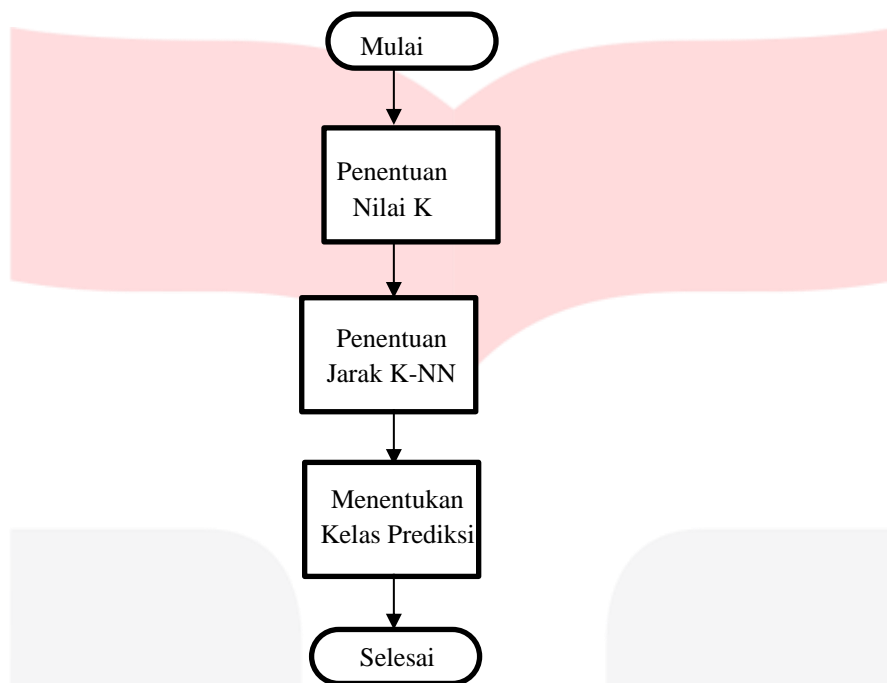 Mulai
Penentuan
Nilai K
Penentuan
Jarak K-NN
Menentukan
Kelas Prediksi
Selesai